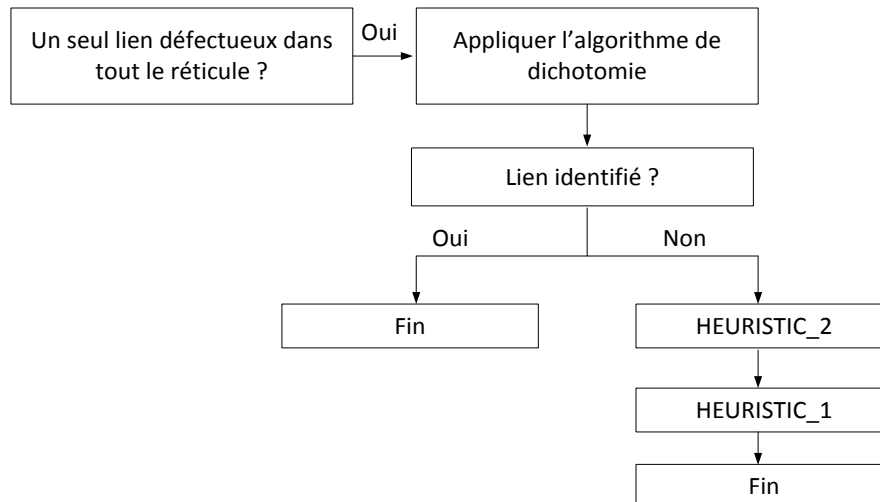 Un seul lien défectueux dans
tout le réticule ?
Oui
Appliquer l’algorithme de
dichotomie
Lien identifié ?
Oui
Non
Fin
HEURISTIC_2
HEURISTIC_1
Fin